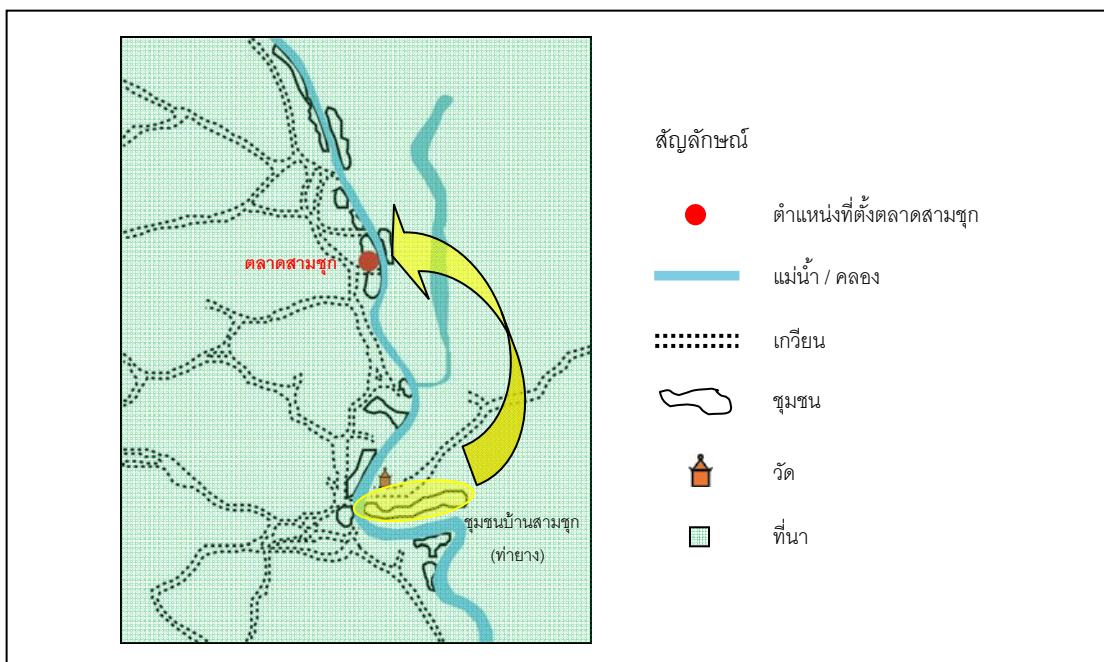 ตลาดสามชุก
ชุมชนบ้านสามชุก
(ท่ายาง)
สัญลักษณ์
ตำแหน่งที่ตั้งตลาดสามชุก
แม่น้ำ / คลอง
เกวียน
ชุมชน
วัด
ที่นา